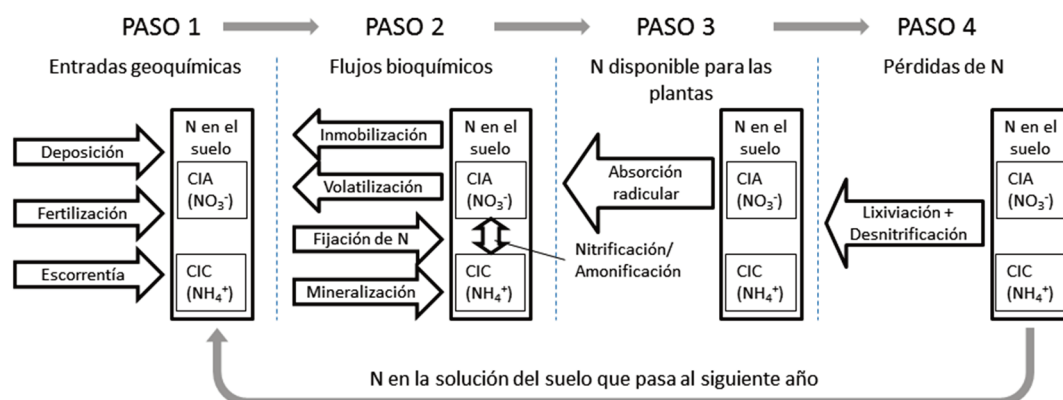 PASO 1
PASO 2
PASO 3
PASO 4
Entradas geoquímicas
Flujos bioquímicos
N disponible para las
plantas
Pérdidas de N
Deposición
Fertilización
Escorrentía
N en el
suelo
CIA
(NO₃⁻)
CIC
(NH₄⁺)
Inmobilización
Volatilización
Fijación de N
Mineralización
N en el
suelo
CIA
(NO₃⁻)
CIC
(NH₄⁺)
Nitrificación/
Amonificación
Absorción
radicular
N en el
suelo
CIA
(NO₃⁻)
CIC
(NH₄⁺)
Lixiviación +
Desnitrificación
N en el
suelo
CIA
(NO₃⁻)
CIC
(NH₄⁺)
N en la solución del suelo que pasa al siguiente año